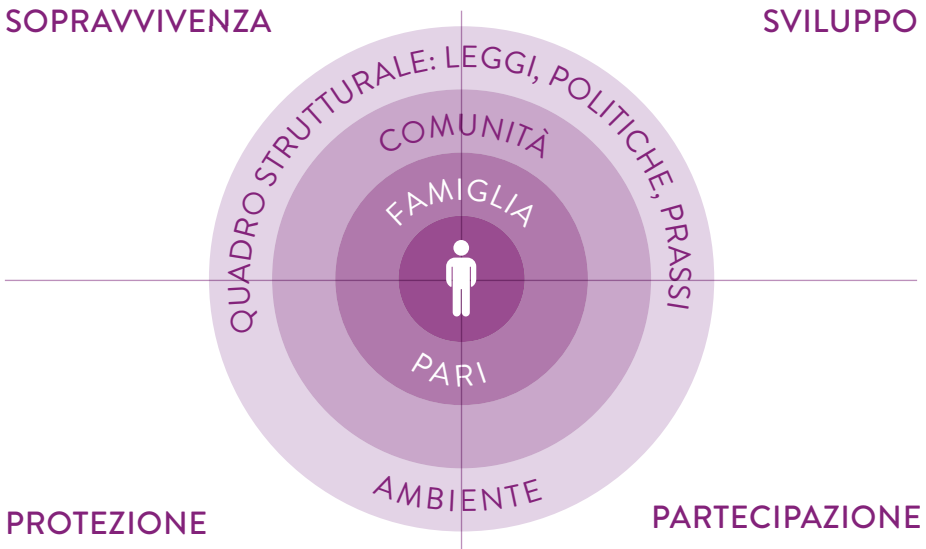 SOPRAVVIVENZA
SVILUPPO
QUADRO STRUTTURALE: LEGGI, POLITICHE, PRASSI
COMUNITÀ
FAMIGLIA
PARI
AMBIENTE
PROTEZIONE
PARTECIPAZIONE